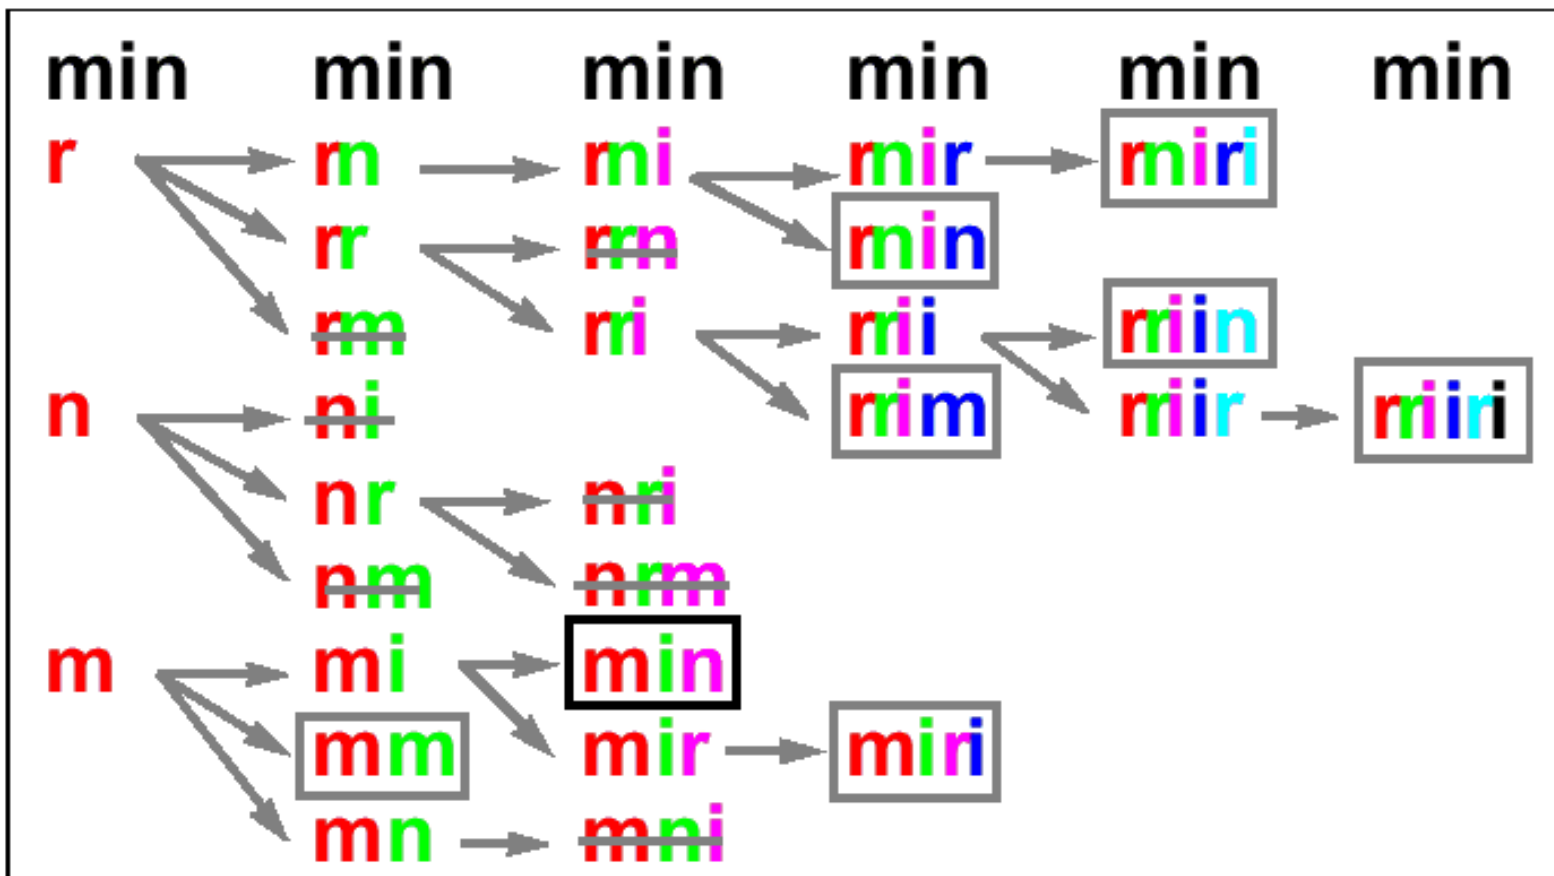 min min min min min min
r rn rni rnir rniri
rr rrn rnin
rm rri rrii rriin
n ni rrim rriir rriiri
nr nri
nm nrm
m mi min
mm mir miri
mn mni